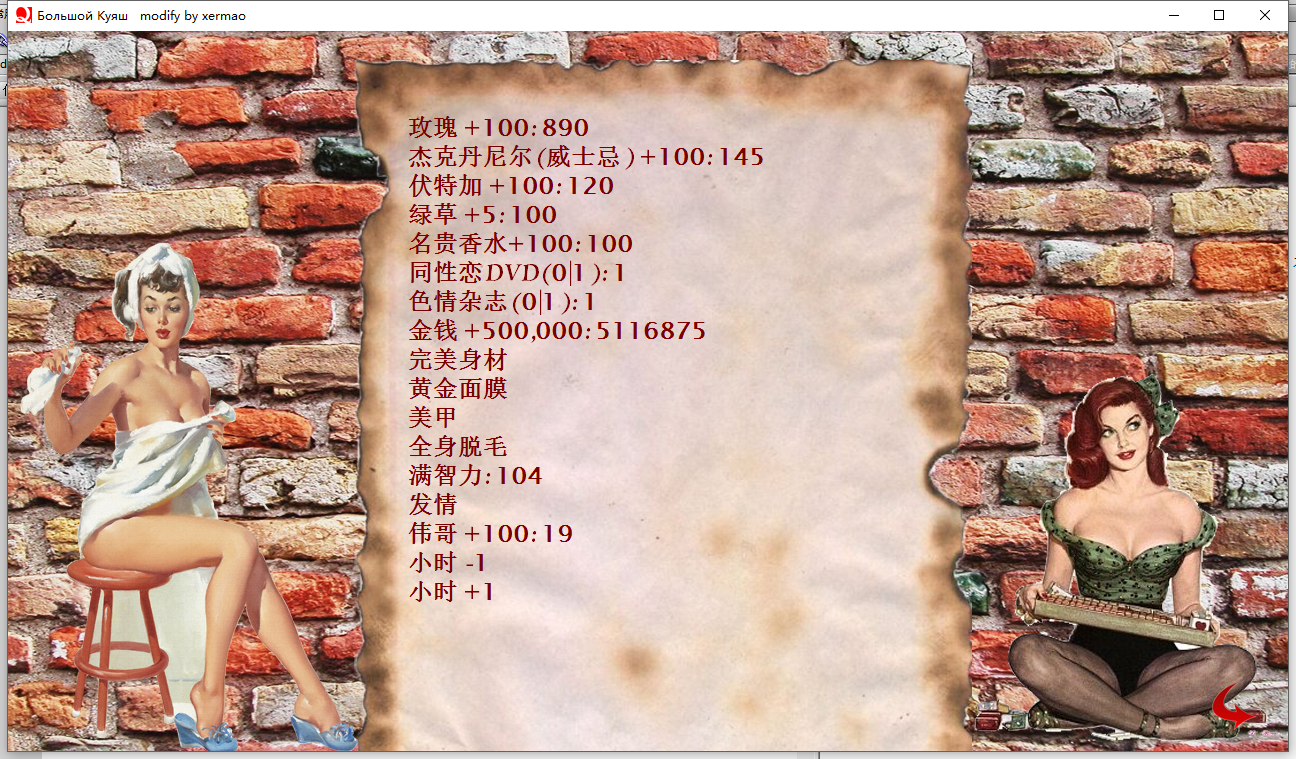 Большой Куяш modify by xermao
玫瑰 +100:890
杰克丹尼尔(威士忌)+100:145
伏特加 +100:120
绿草 +5:100
名贵香水+100:100
同性恋DVD(0|1 ):1
色情杂志(0|1 ):1
金钱 +500,000:5116875
完美身材
黄金面膜
美甲
全身脱毛
满智力:104
发情
伟哥 +100:19
小时 -1
小时 +1